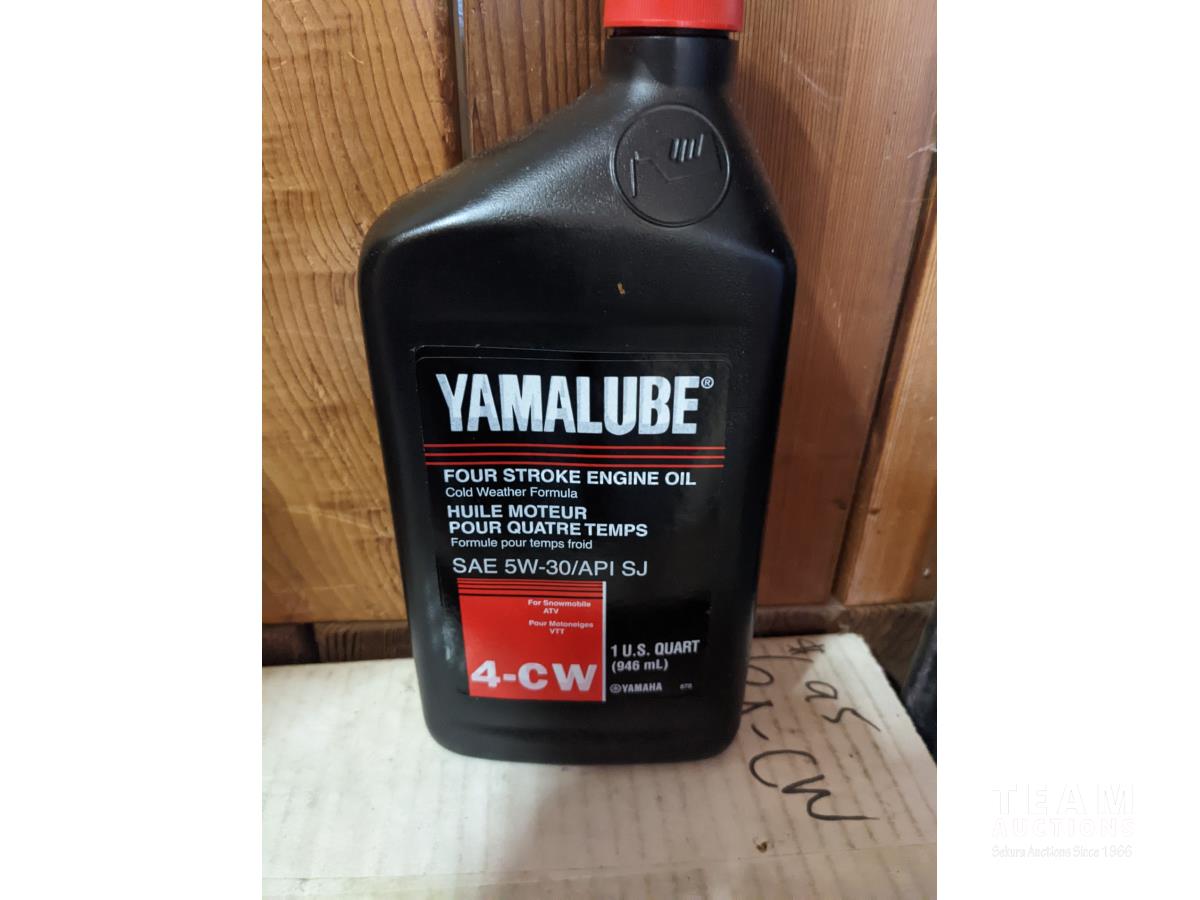 YAMALUBE®
FOUR STROKE ENGINE OIL
Cold Weather Formula
HUILE MOTEUR
POUR QUATRE TEMPS
Formule pour temps froid
SAE 5W-30/API SJ
For Snowmobile
ATV
Pour Motoneiges
VTT
4-CW
1 U.S. QUART
(946 mL)
YAMAHA
-CW
TEAM
AUCTIONS
Sekura Auctions Since 1966